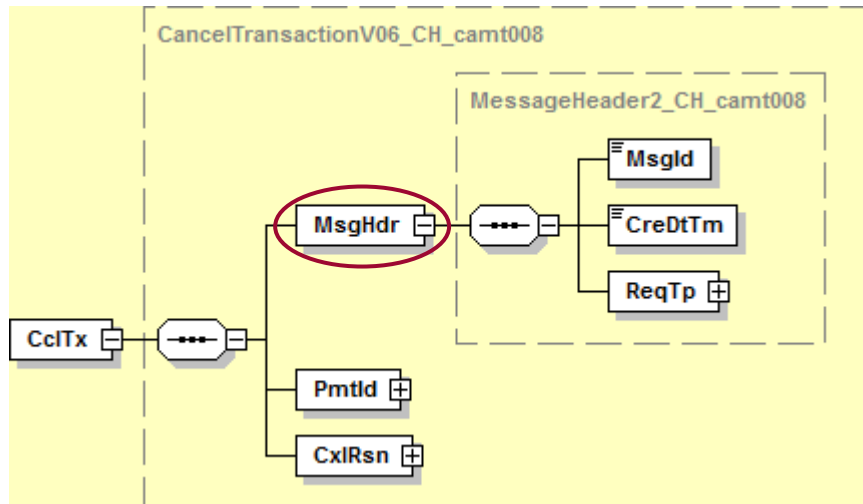 CancelTransactionV06_CH_camt008
MessageHeader2_CH_camt008
MsgId
MsgHdr
CreDtTm
ReqTp
CclTx
PmtId
CxlRsn